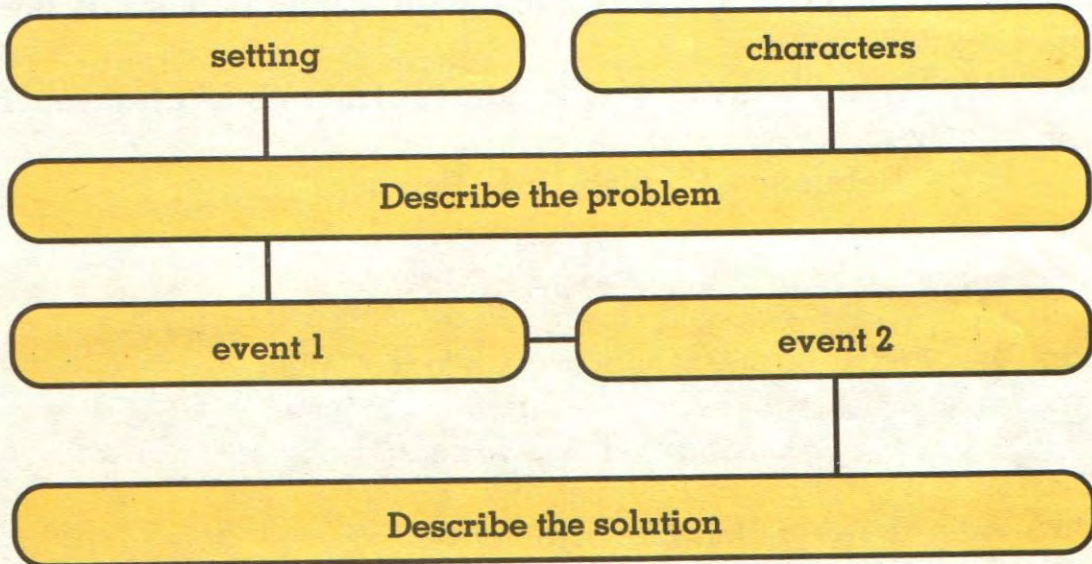 setting
characters
Describe the problem
event 1
event 2
Describe the solution